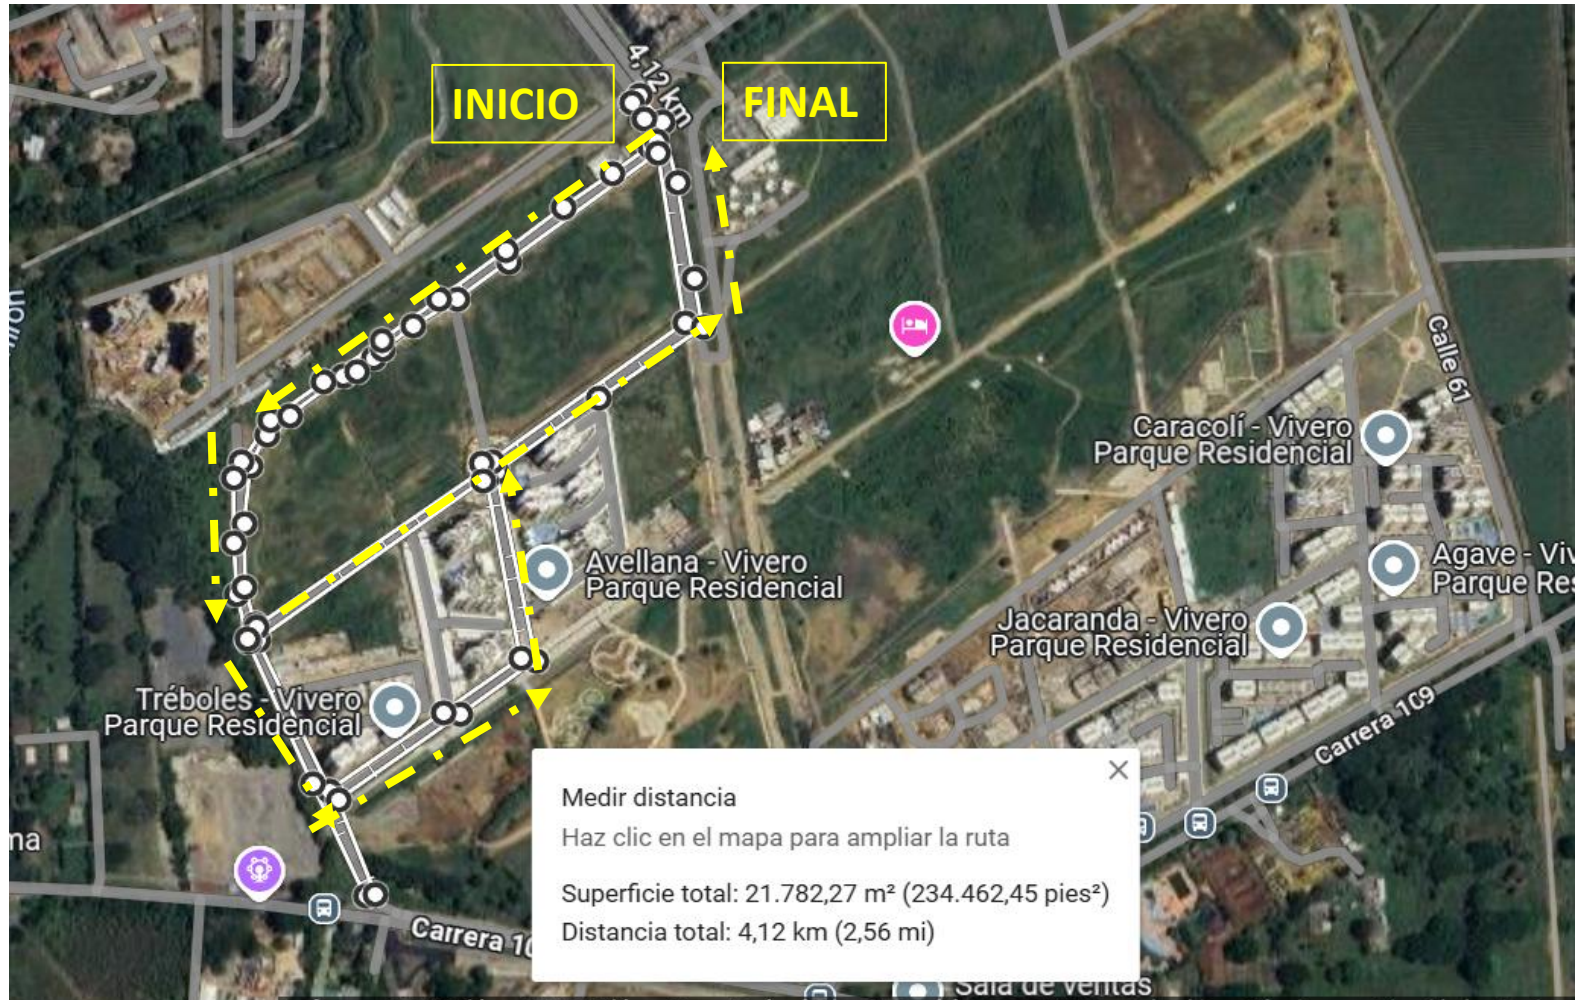 4,12 km
INICIO
FINAL
Calle 61
Caracolí - Vivero
Parque Residencial
Avellana - Vivero
Parque Residencial
Agave - Viv
Parque Res
Jacaranda - Vivero
Parque Residencial
Tréboles - Vivero
Parque Residencial
Carrera 109
Medir distancia
Haz clic en el mapa para ampliar la ruta
Superficie total: 21.782,27 m² (234.462,45 pies²)
Distancia total: 4,12 km (2,56 mi)
ma
Carrera 10
Sala de ventas